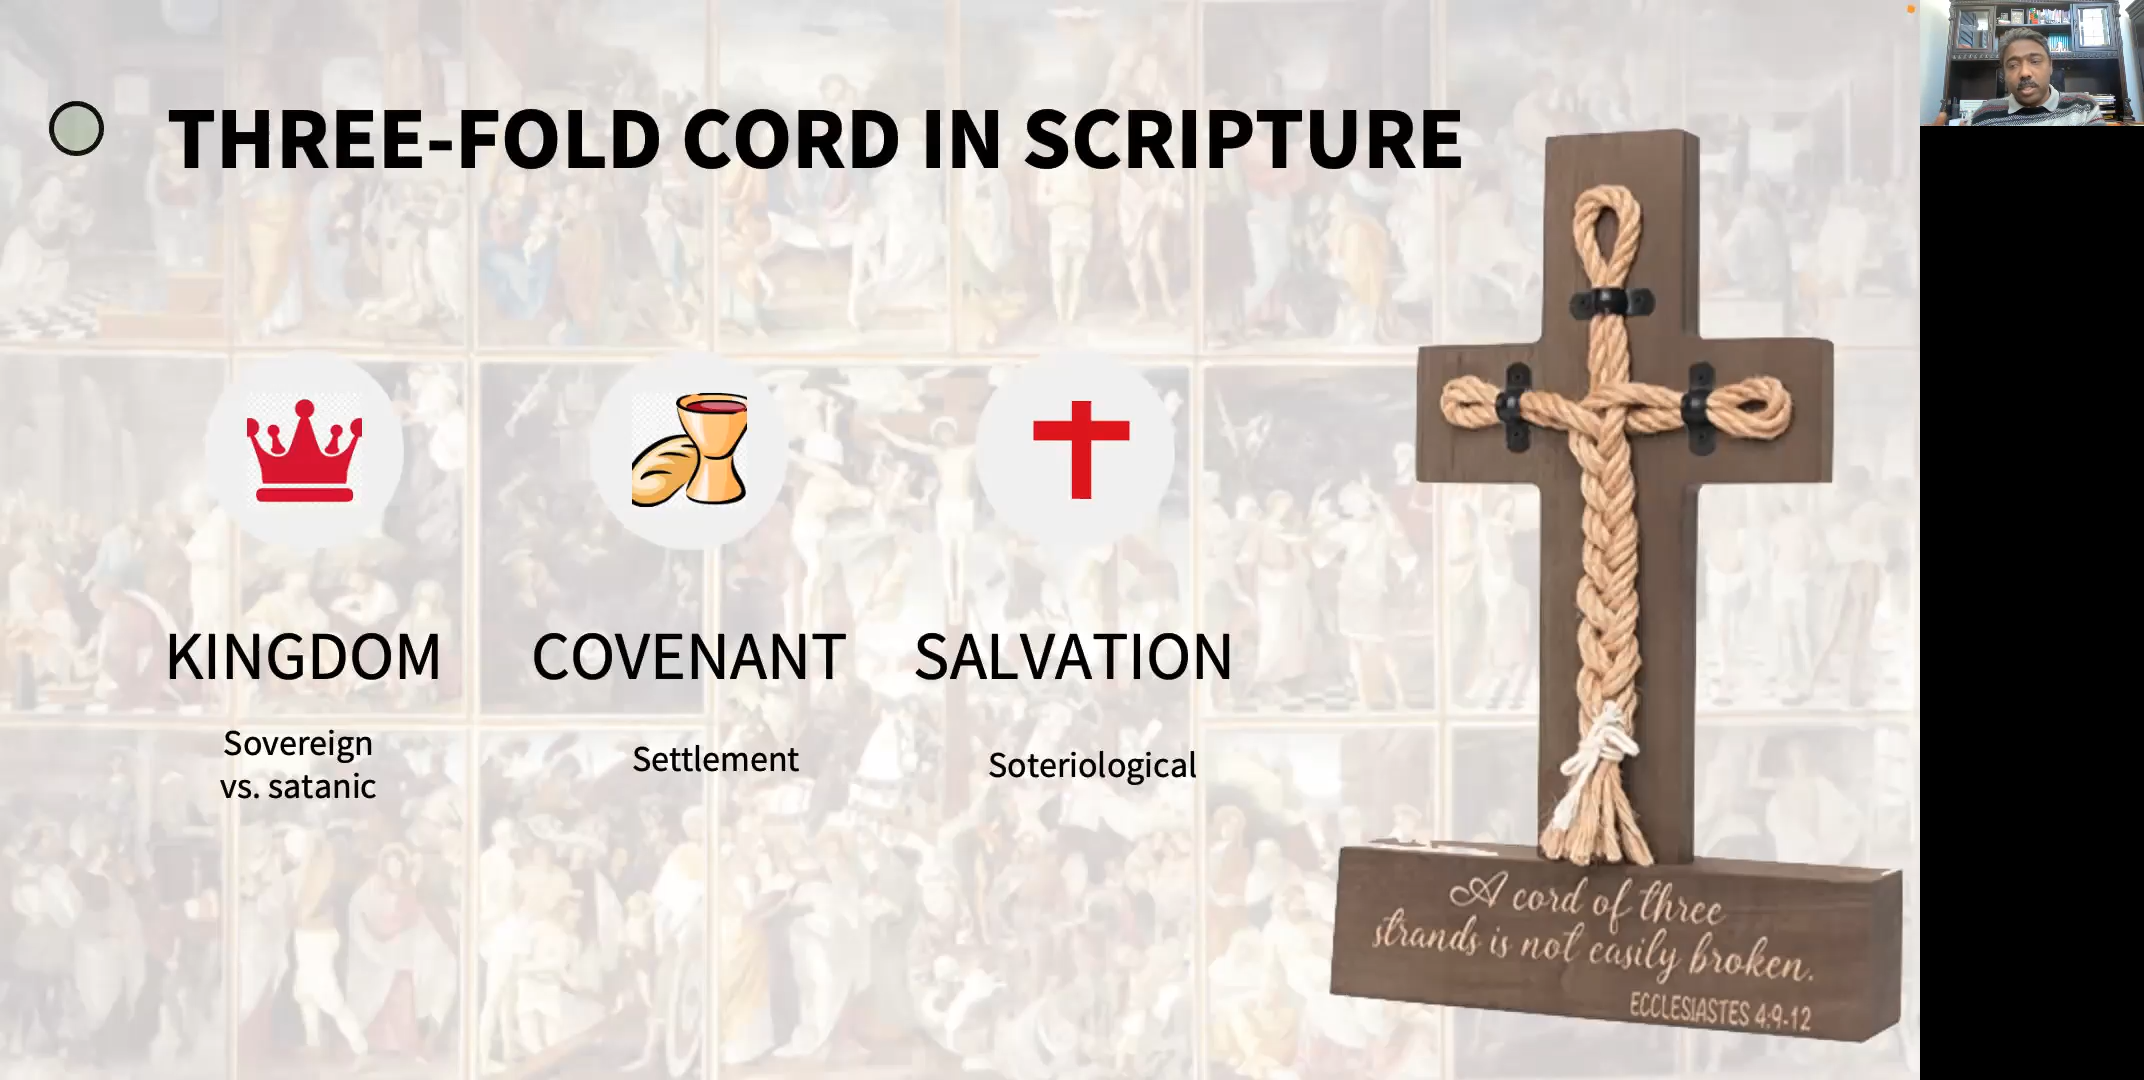 THREE-FOLD CORD IN SCRIPTURE
KINGDOM
Sovereign
vs. satanic
COVENANT
Settlement
SALVATION
Soteriological
A cord of three
strands is not easily broken.
ECCLESIASTES 4:9-12